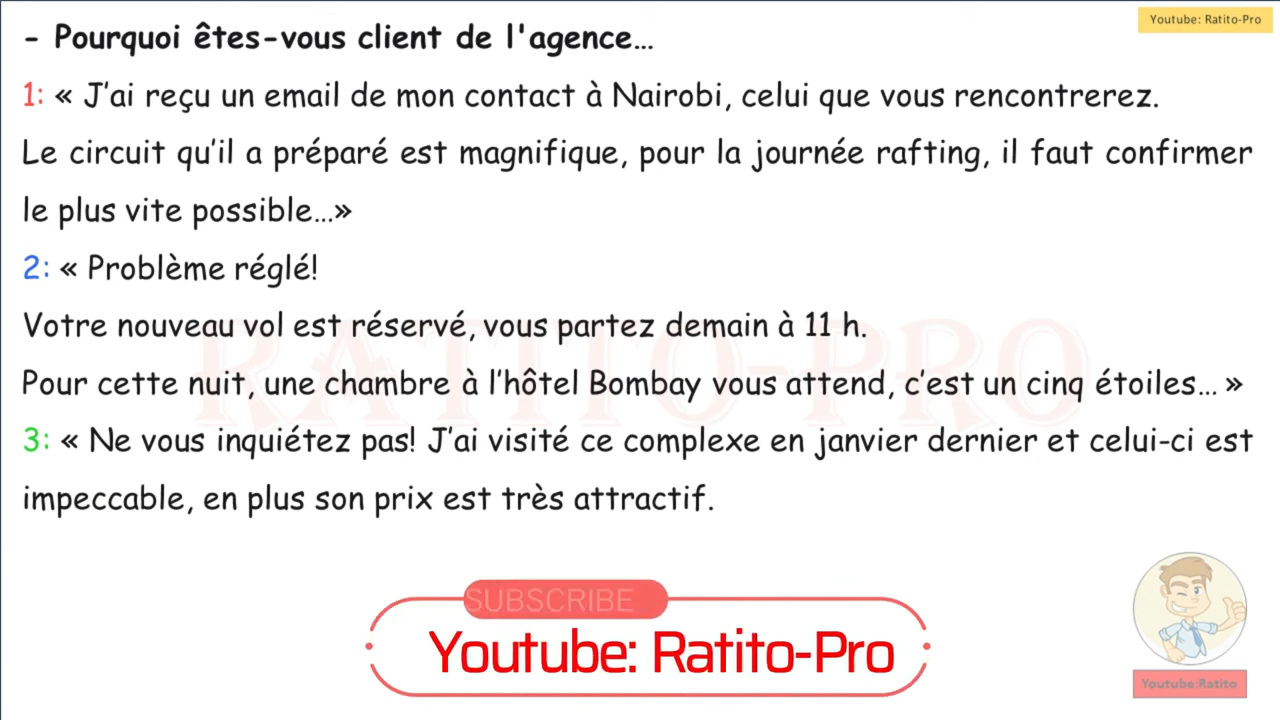 Youtube: Ratito-Pro
- Pourquoi êtes-vous client de l'agence…
1: « J’ai reçu un email de mon contact à Nairobi, celui que vous rencontrerez.
Le circuit qu’il a préparé est magnifique, pour la journée rafting, il faut confirmer
le plus vite possible…»
2: « Problème réglé!
Votre nouveau vol est réservé, vous partez demain à 11 h.
Pour cette nuit, une chambre à l’hôtel Bombay vous attend, c’est un cinq étoiles… »
3: « Ne vous inquiétez pas! J’ai visité ce complexe en janvier dernier et celui-ci est
impeccable, en plus son prix est très attractif.
RATITO-PRO
SUBSCRIBE
Youtube: Ratito-Pro
Youtube:Ratito